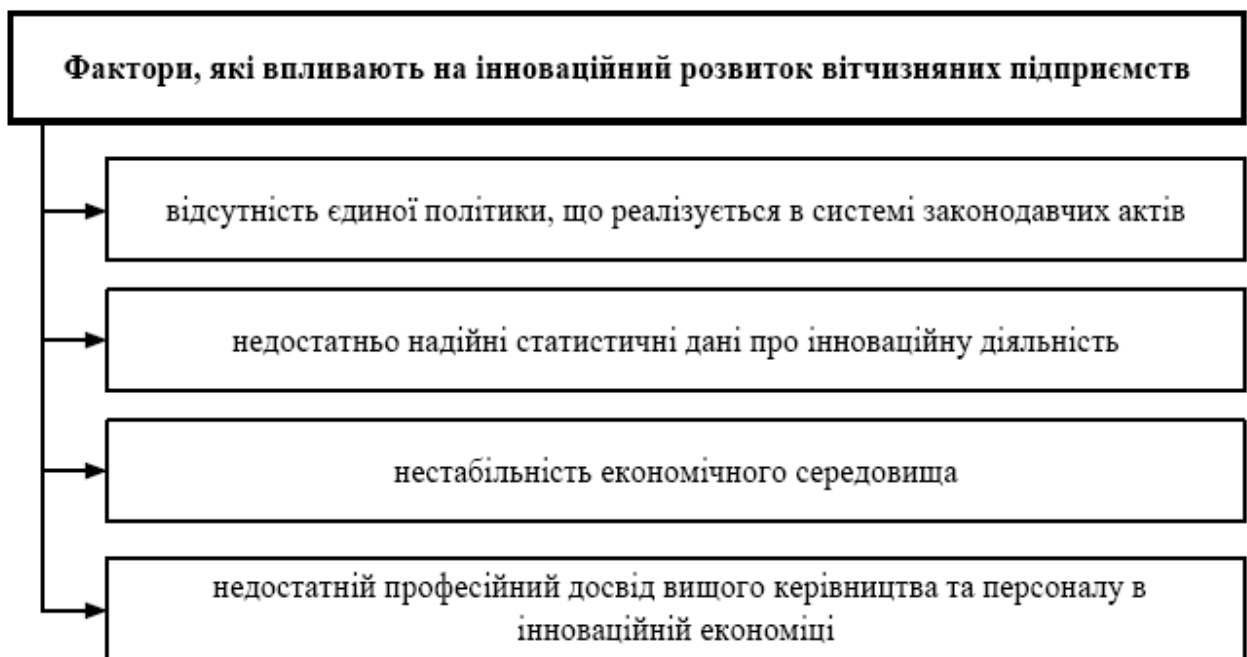 Фактори, які впливають на інноваційний розвиток вітчизняних підприємств
відсутність єдиної політики, що реалізується в системі законодавчих актів
недостатньо надійні статистичні дані про інноваційну діяльність
нестабільність економічного середовища
недостатній професійний досвід вищого керівництва та персоналу в
інноваційній економіці